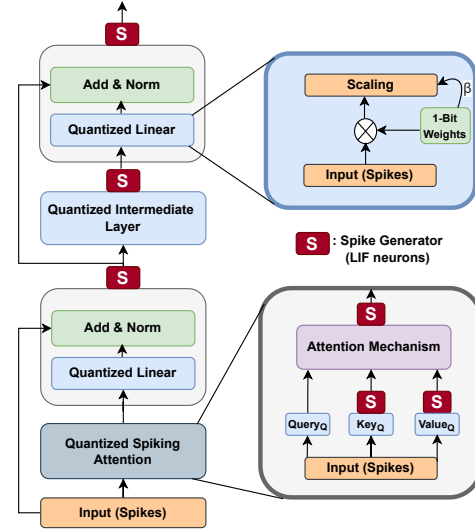 S
Add & Norm
Quantized Linear
S
Quantized Intermediate
Layer
S
Add & Norm
Quantized Linear
Quantized Spiking
Attention
Input (Spikes)
Scaling
β
1-Bit
Weights
Input (Spikes)
S : Spike Generator
(LIF neurons)
S
Attention Mechanism
S S
Query_Q Key_Q Value_Q
Input (Spikes)